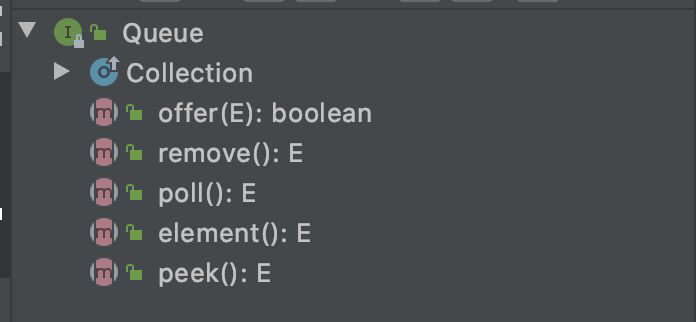 I Queue
o Collection
m offer(E): boolean
m remove(): E
m poll(): E
m element(): E
m peek(): E